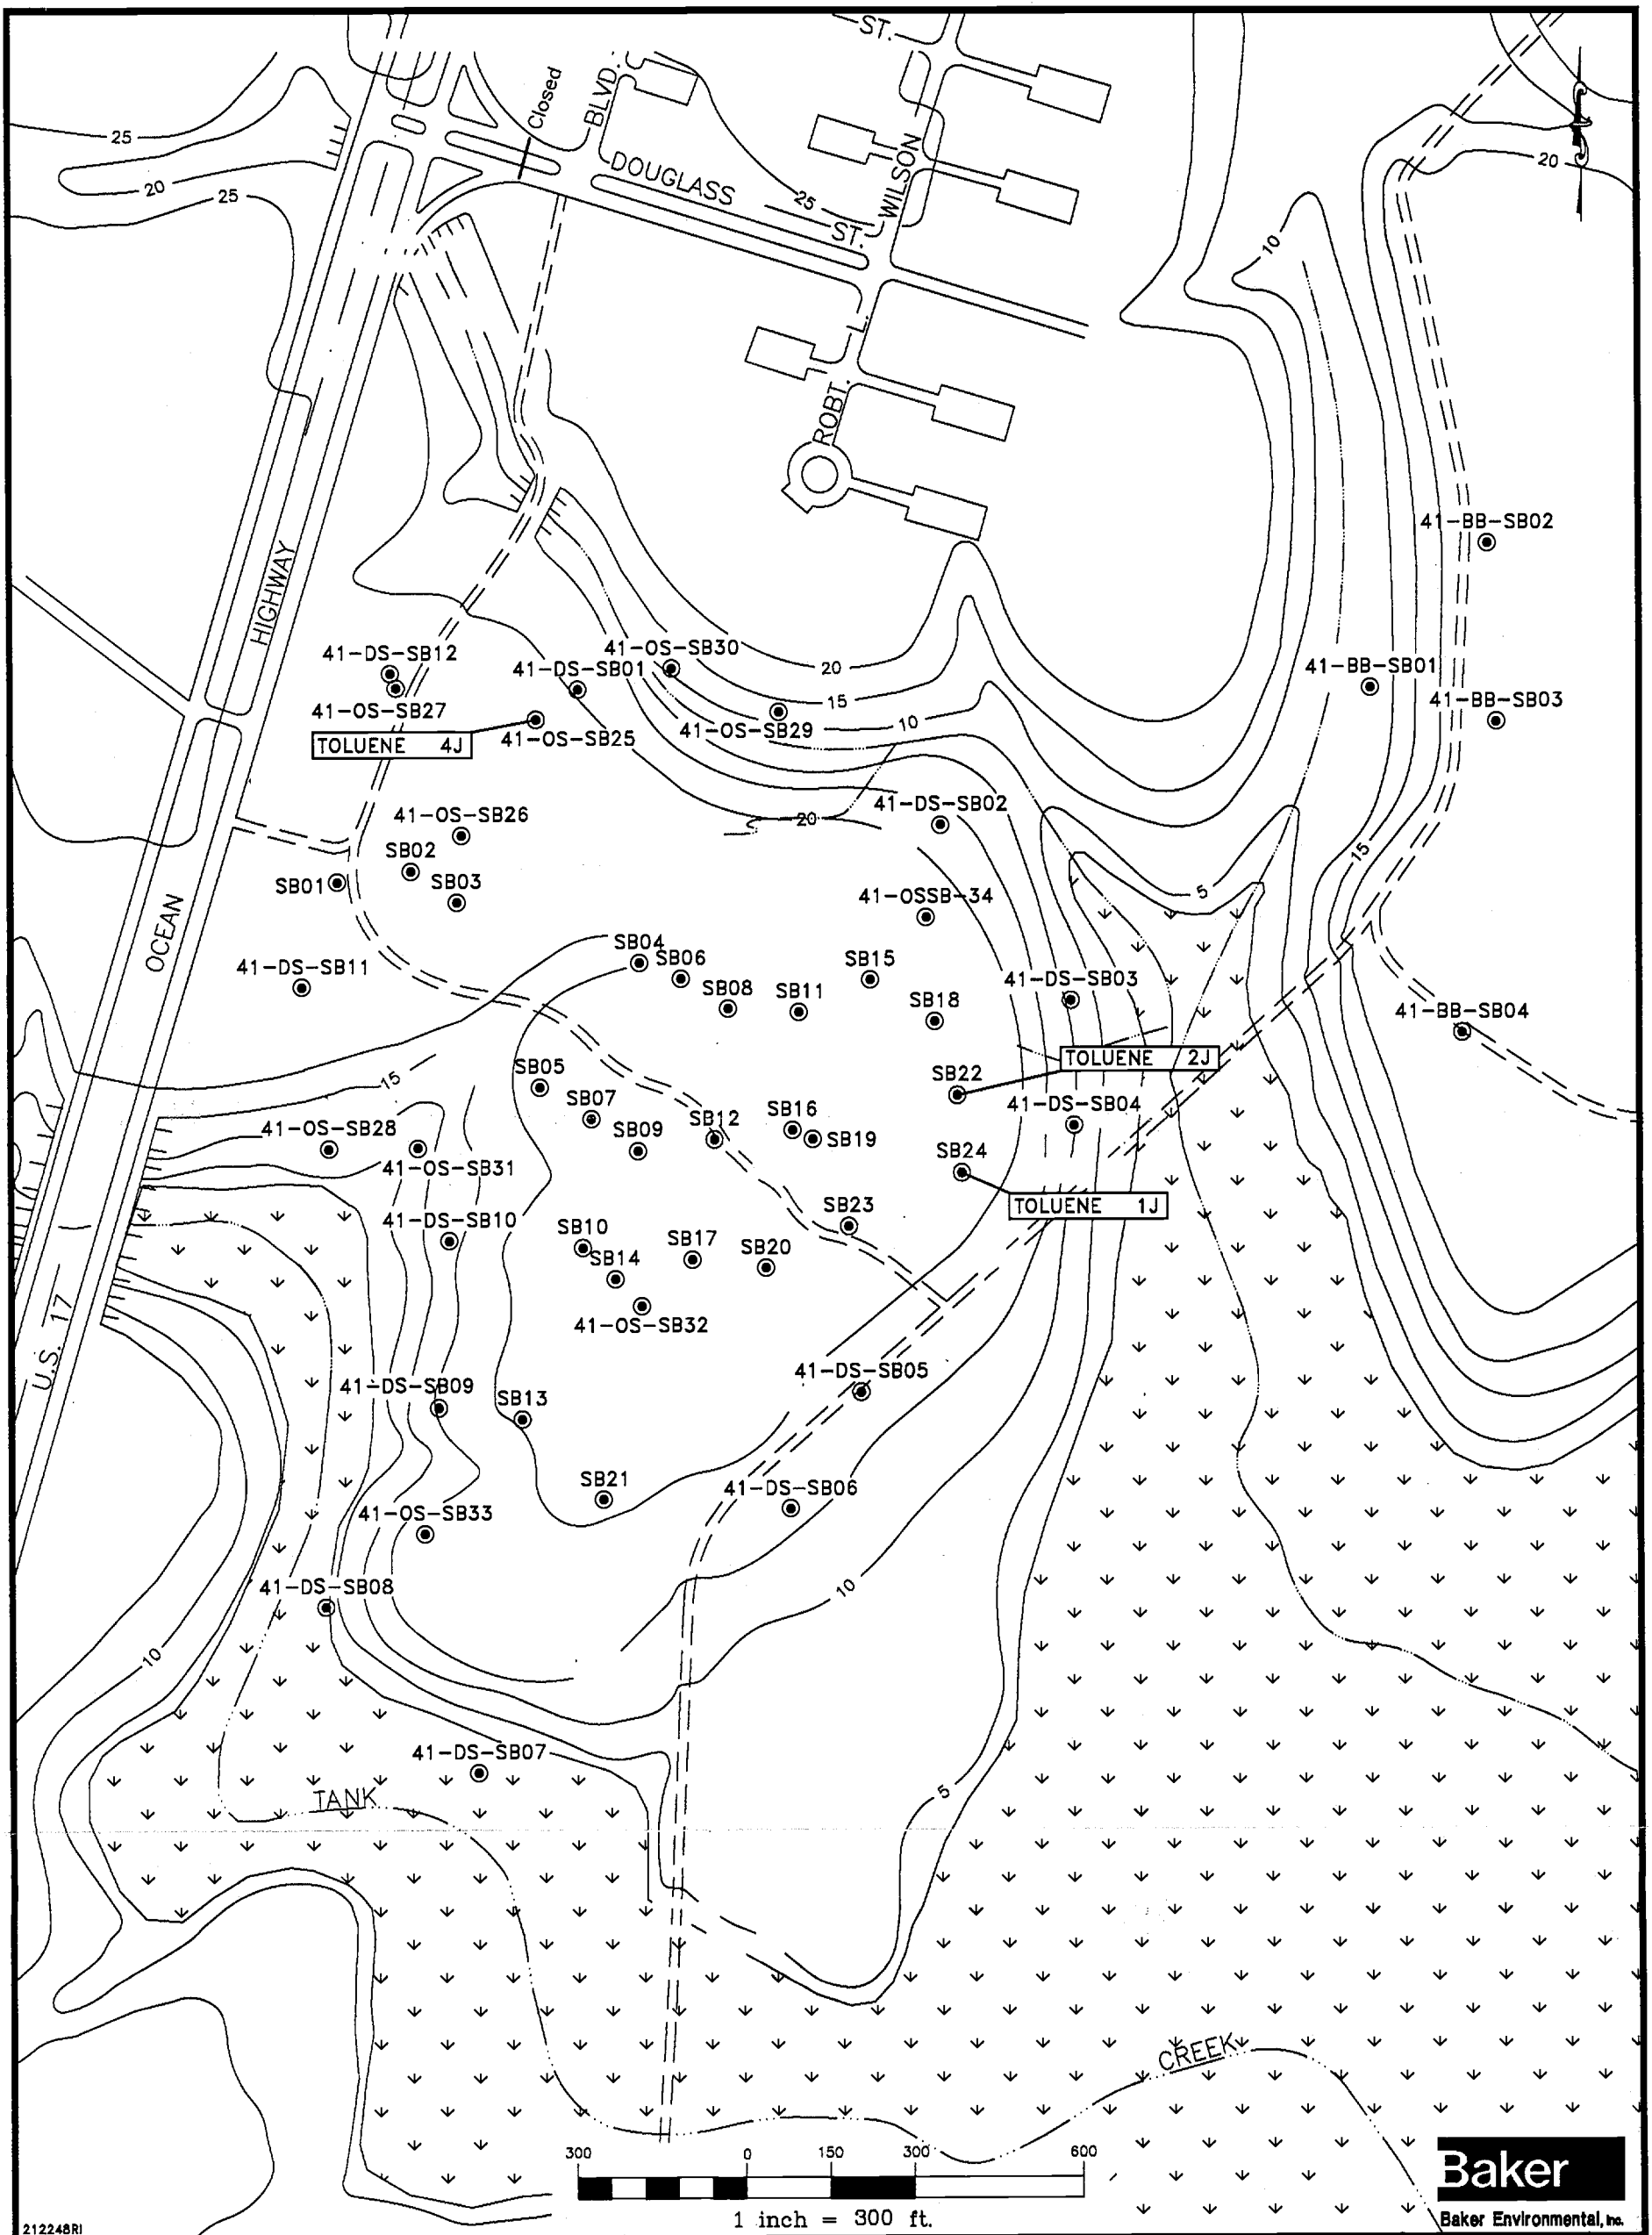 ST.
Closed
BLVD.
25
20
25
DOUGLASS
ST.
25
WILSON
10
20
L.
ROBT.
HIGHWAY
41-BB-SB02
41-DS-SB12
41-OS-SB30
41-DS-SB01
20
41-BB-SB01
15
41-BB-SB03
41-OS-SB27
10
41-OS-SB29
TOLUENE 4J
41-OS-SB25
41-DS-SB02
41-OS-SB26
20
15
SB02
SB01
SB03
5
41-OSSB-34
OCEAN
SB04
SB06
41-DS-SB11
SB15
41-DS-SB03
SB08
SB11
SB18
41-BB-SB04
TOLUENE 2J
SB05
15
SB22
SB07
41-DS-SB04
SB12
SB16
41-OS-SB28
SB09
SB19
SB24
41-OS-SB31
TOLUENE 1J
41-DS-SB10
SB10
SB23
SB14
SB17
SB20
41-OS-SB32
U.S. 17
41-DS-SB09
SB13
41-DS-SB05
SB21
41-DS-SB06
41-OS-SB33
41-DS-SB08
10
10
41-DS-SB07
TANK
5
CREEK
300 0 150 300 600
1 inch = 300 ft.
Baker
Baker Environmental, Inc.
212248RI